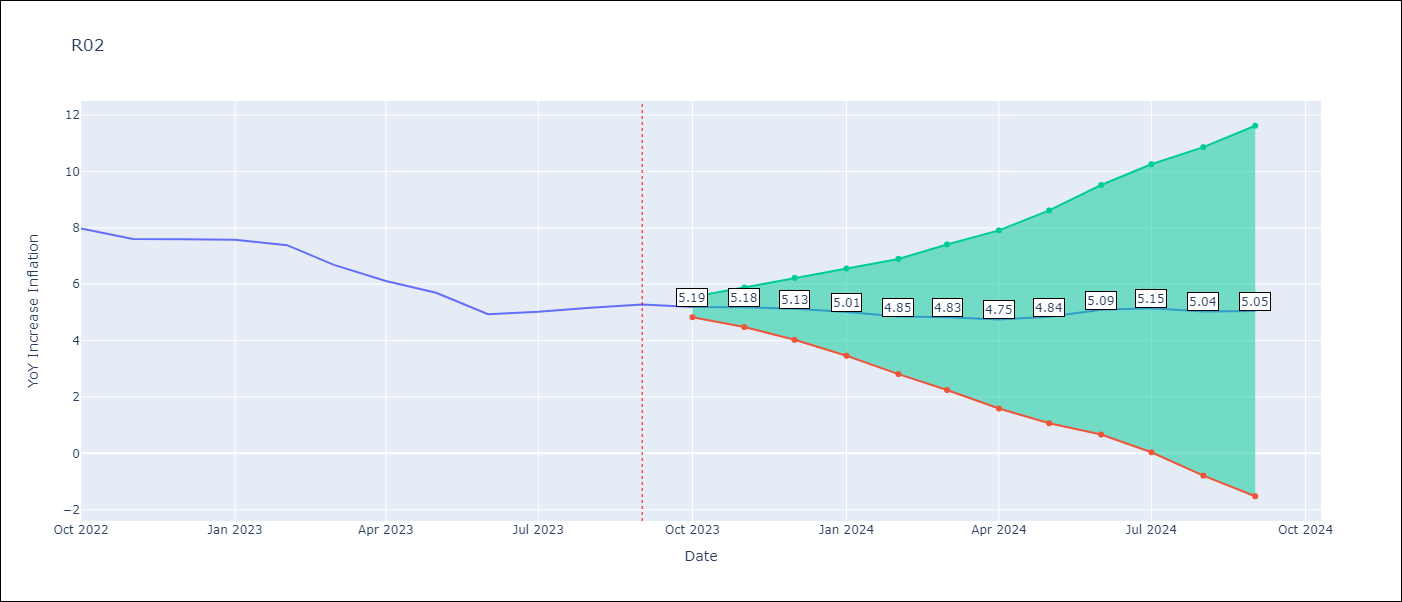 R02
YoY Increase Inflation
12
10
8
6
4
2
0
−2
5.19
5.18
5.13
5.01
4.85
4.83
4.75
4.84
5.09
5.15
5.04
5.05
Oct 2022
Jan 2023
Apr 2023
Jul 2023
Oct 2023
Jan 2024
Apr 2024
Jul 2024
Oct 2024
Date